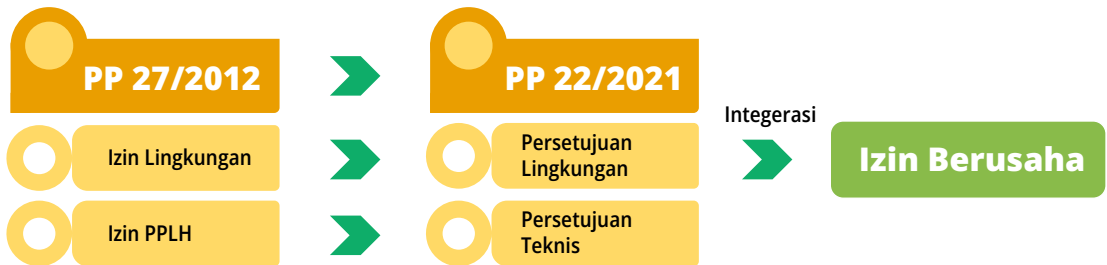 PP 27/2012
PP 22/2021
Integerasi
Izin Lingkungan
Persetujuan
Lingkungan
Izin Berusaha
Izin PPLH
Persetujuan
Teknis